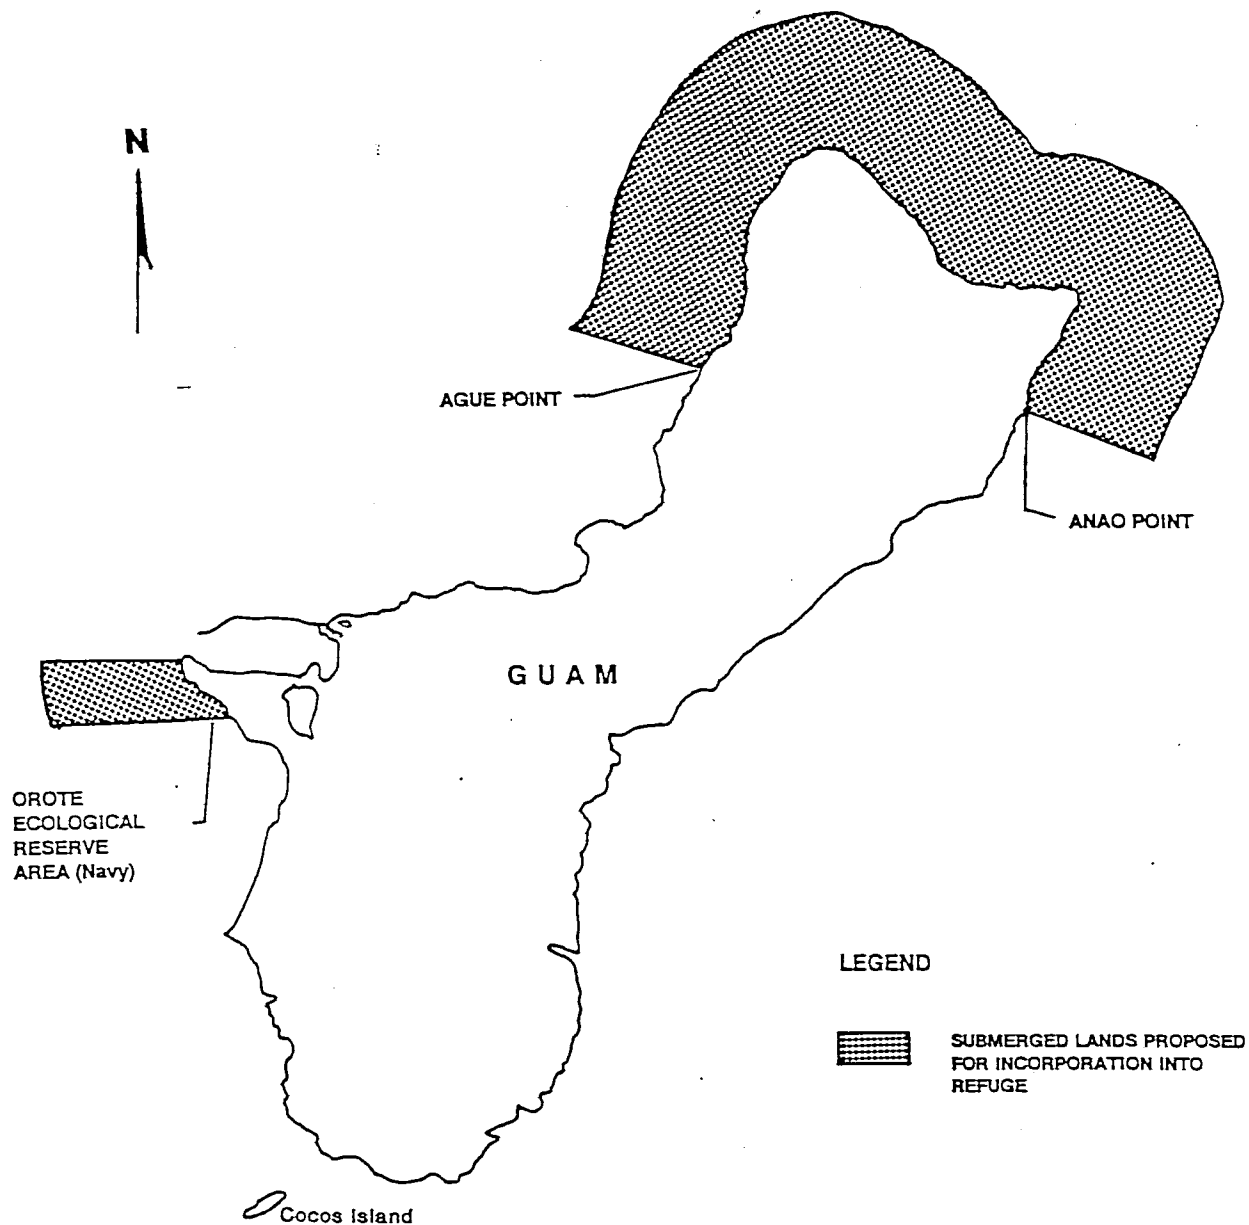 N
AGUE POINT
ANAO POINT
GUAM
OROTE
ECOLOGICAL
RESERVE
AREA (Navy)
LEGEND
SUBMERGED LANDS PROPOSED
FOR INCORPORATION INTO
REFUGE
Cocos Island